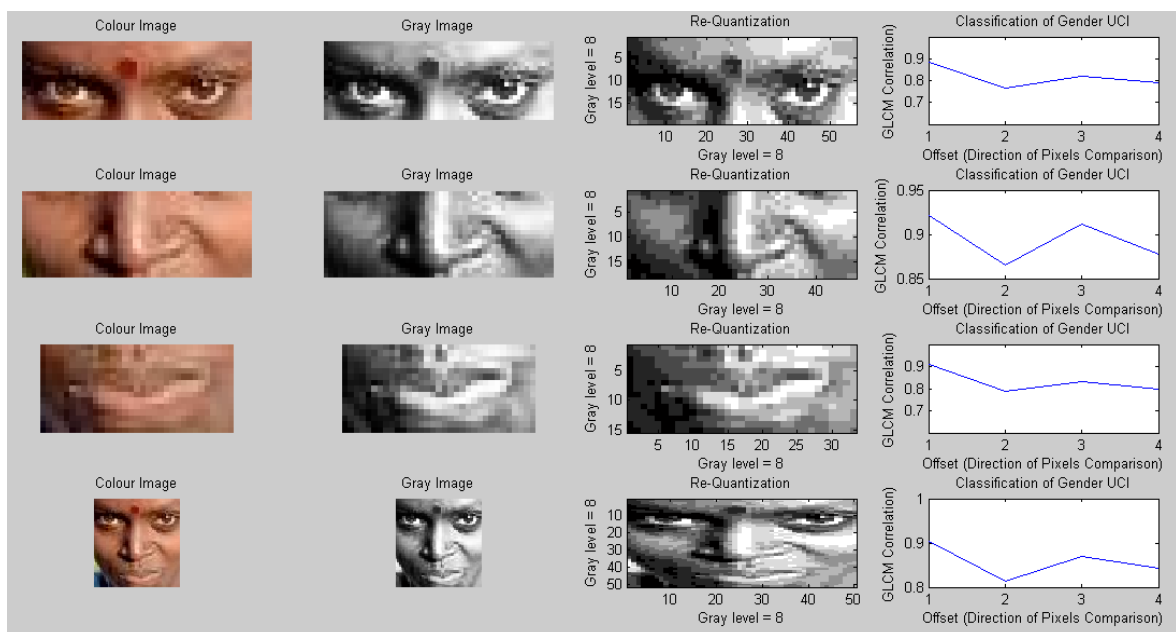 Colour Image
Gray Image
Re-Quantization
Classification of Gender UCI
Gray level = 8
5
10
15
10 20 30 40 50
Gray level = 8
GLCM Correlation)
0.9
0.8
0.7
1 2 3 4
Offset (Direction of Pixels Comparison)
Colour Image
Gray Image
Re-Quantization
Classification of Gender UCI
Gray level = 8
5
10
15
10 20 30 40
Gray level = 8
GLCM Correlation)
0.95
0.9
0.85
1 2 3 4
Offset (Direction of Pixels Comparison)
Colour Image
Gray Image
Re-Quantization
Classification of Gender UCI
Gray level = 8
5
10
15
5 10 15 20 25 30
Gray level = 8
GLCM Correlation)
0.9
0.8
0.7
1 2 3 4
Offset (Direction of Pixels Comparison)
Colour Image
Gray Image
Re-Quantization
Classification of Gender UCI
Gray level = 8
10
20
30
40
50
10 20 30 40 50
Gray level = 8
GLCM Correlation)
1
0.9
0.8
1 2 3 4
Offset (Direction of Pixels Comparison)